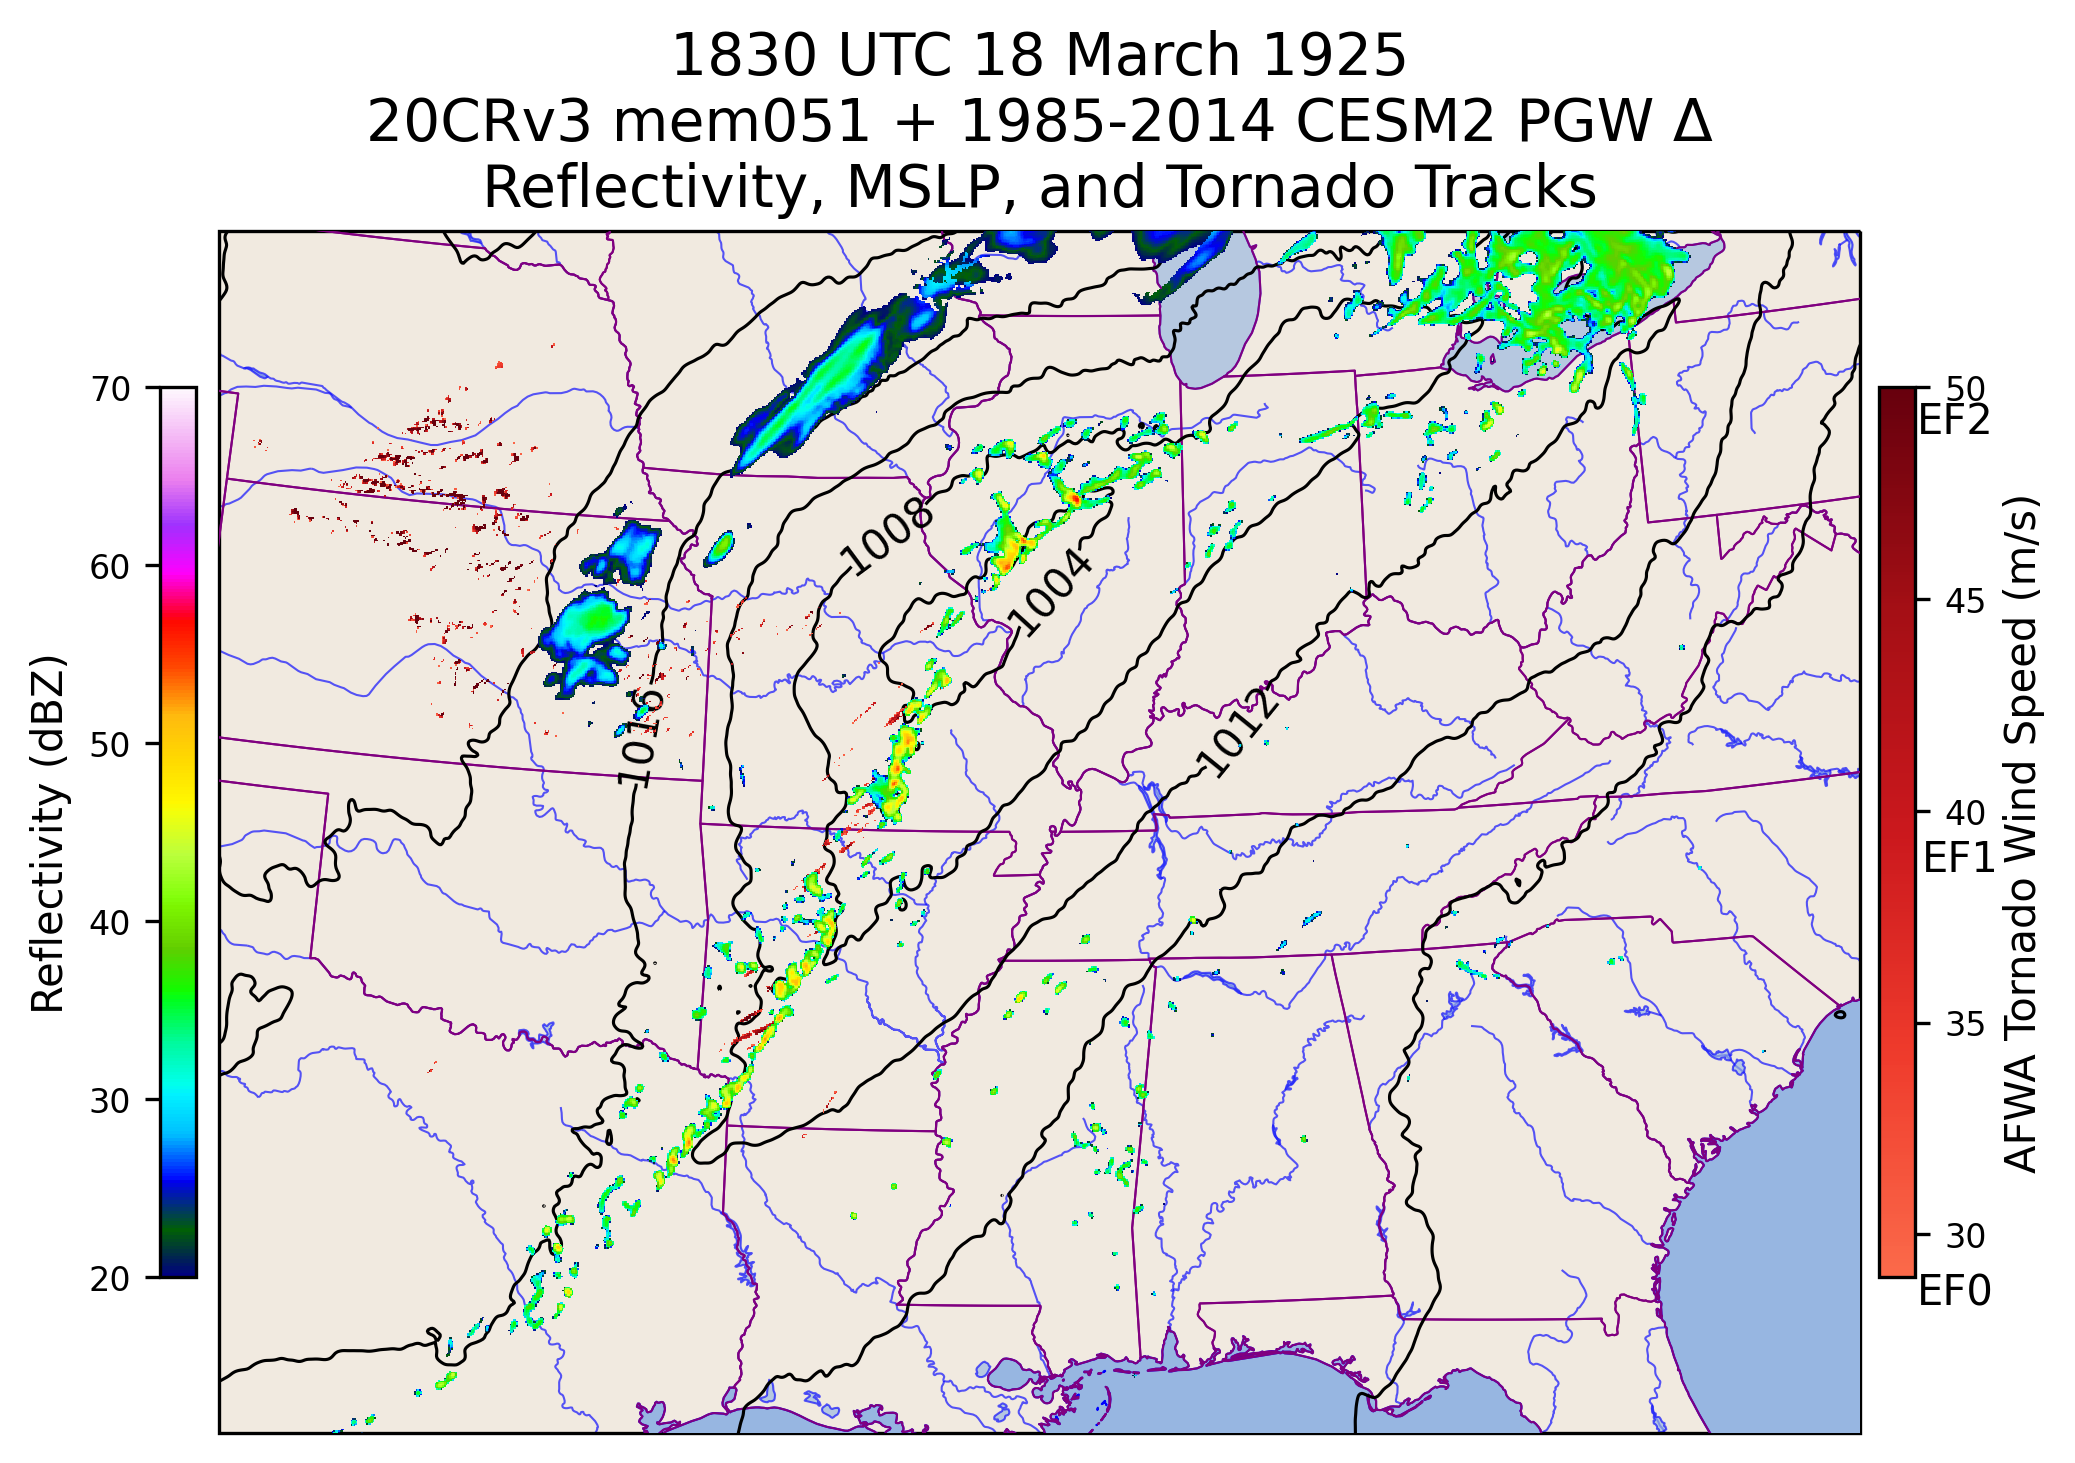 1830 UTC 18 March 1925
20CRv3 mem051 + 1985-2014 CESM2 PGW Δ
Reflectivity, MSLP, and Tornado Tracks
Reflectivity (dBZ)
70
60
50
40
30
20
1008
1004
1016
1012
50
EF2
45
40
EF1
35
30
EF0
AFWA Tornado Wind Speed (m/s)